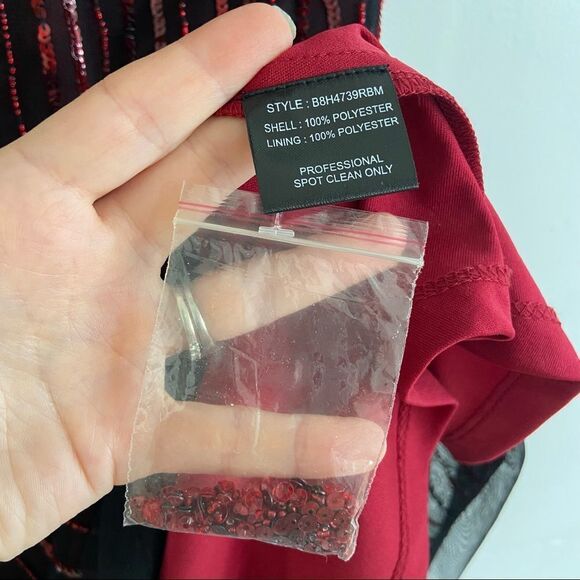 STYLE : B8H4739RBM
SHELL : 100% POLYESTER
LINING : 100% POLYESTER
PROFESSIONAL
SPOT CLEAN ONLY